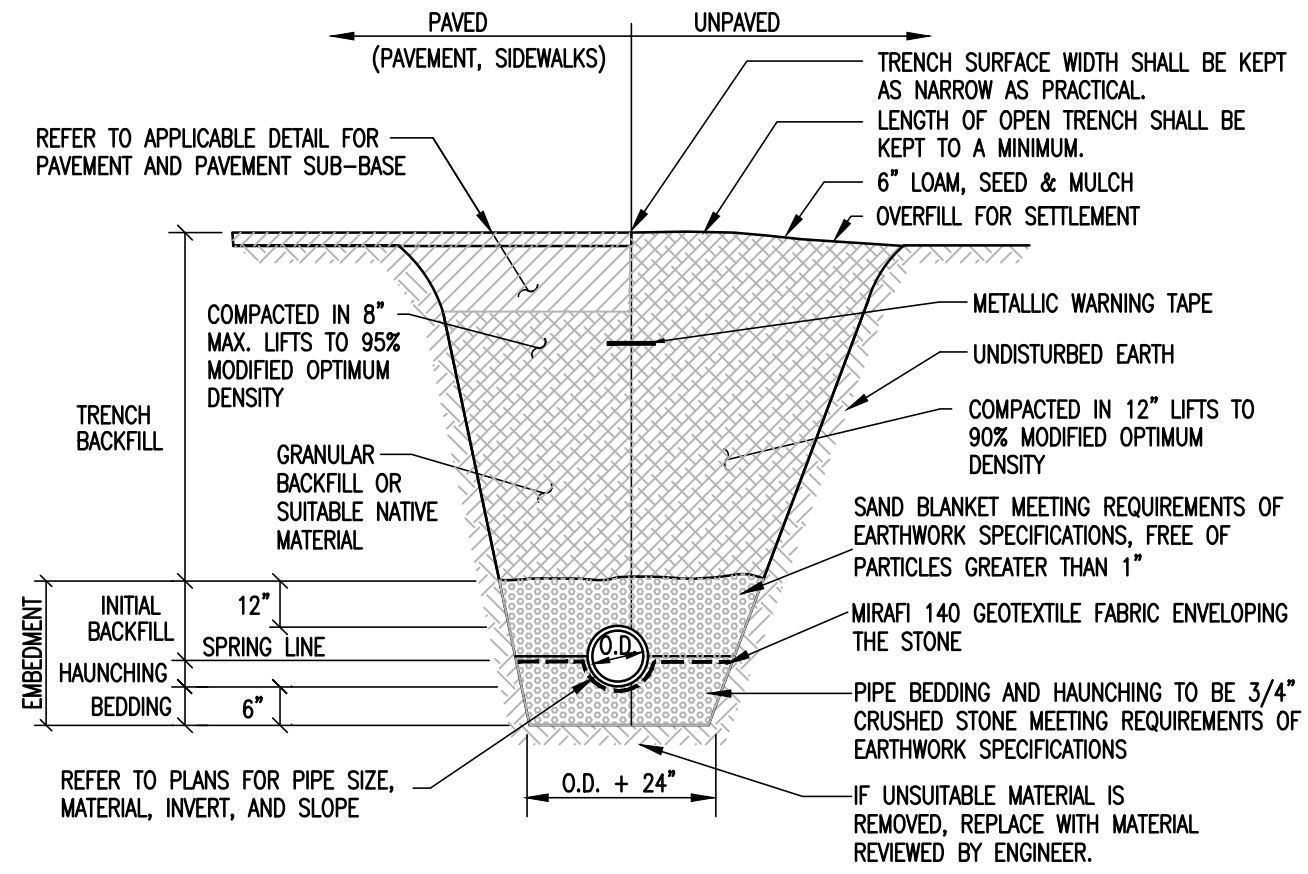 PAVED
UNPAVED
(PAVEMENT, SIDEWALKS)
TRENCH SURFACE WIDTH SHALL BE KEPT
AS NARROW AS PRACTICAL.
LENGTH OF OPEN TRENCH SHALL BE
KEPT TO A MINIMUM.
6" LOAM, SEED & MULCH
OVERFILL FOR SETTLEMENT
REFER TO APPLICABLE DETAIL FOR
PAVEMENT AND PAVEMENT SUB-BASE
COMPACTED IN 8"
MAX. LIFTS TO 95%
MODIFIED OPTIMUM
DENSITY
METALLIC WARNING TAPE
UNDISTURBED EARTH
TRENCH
BACKFILL
COMPACTED IN 12" LIFTS TO
90% MODIFIED OPTIMUM
DENSITY
GRANULAR
BACKFILL OR
SUITABLE NATIVE
MATERIAL
SAND BLANKET MEETING REQUIREMENTS OF
EARTHWORK SPECIFICATIONS, FREE OF
PARTICLES GREATER THAN 1"
EMBEDMENT
INITIAL
BACKFILL
12"
SPRING LINE
HAUNCHING
BEDDING
6"
O.D.
MIRAFI 140 GEOTEXTILE FABRIC ENVELOPING
THE STONE
PIPE BEDDING AND HAUNCHING TO BE 3/4"
CRUSHED STONE MEETING REQUIREMENTS OF
EARTHWORK SPECIFICATIONS
REFER TO PLANS FOR PIPE SIZE,
MATERIAL, INVERT, AND SLOPE
O.D. + 24"
IF UNSUITABLE MATERIAL IS
REMOVED, REPLACE WITH MATERIAL
REVIEWED BY ENGINEER.